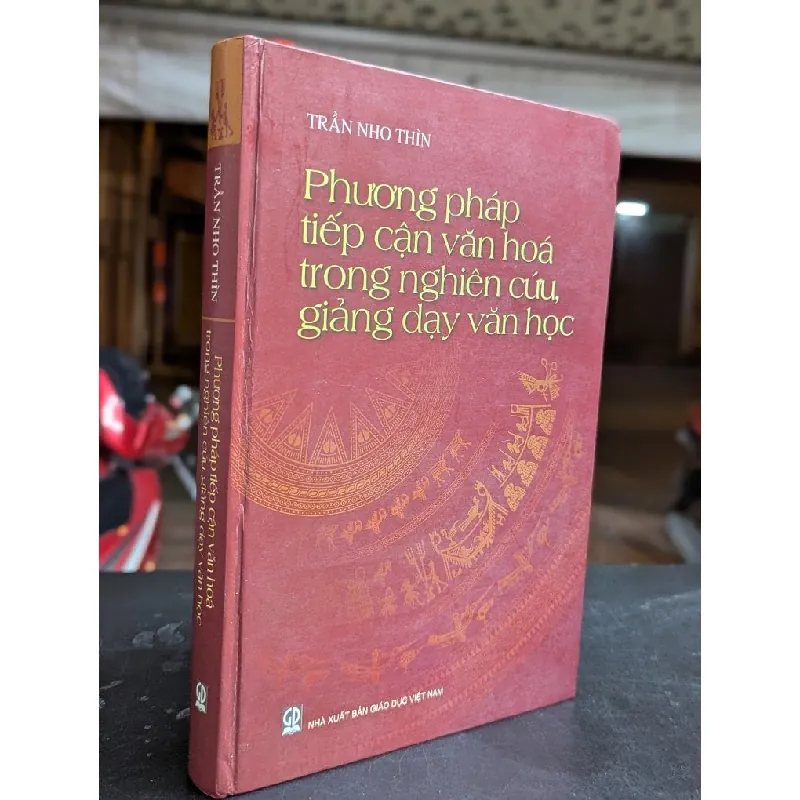 TRẦN NHO THÌN
Phương pháp
tiếp cận văn hoá
trong nghiên cứu,
giảng dạy văn học
GD
NHÀ XUẤT BẢN GIÁO DỤC VIỆT NAM
TRẦN NHO THÌN
Phương pháp tiếp cận văn hoá
trong nghiên cứu, giảng dạy văn học
GD